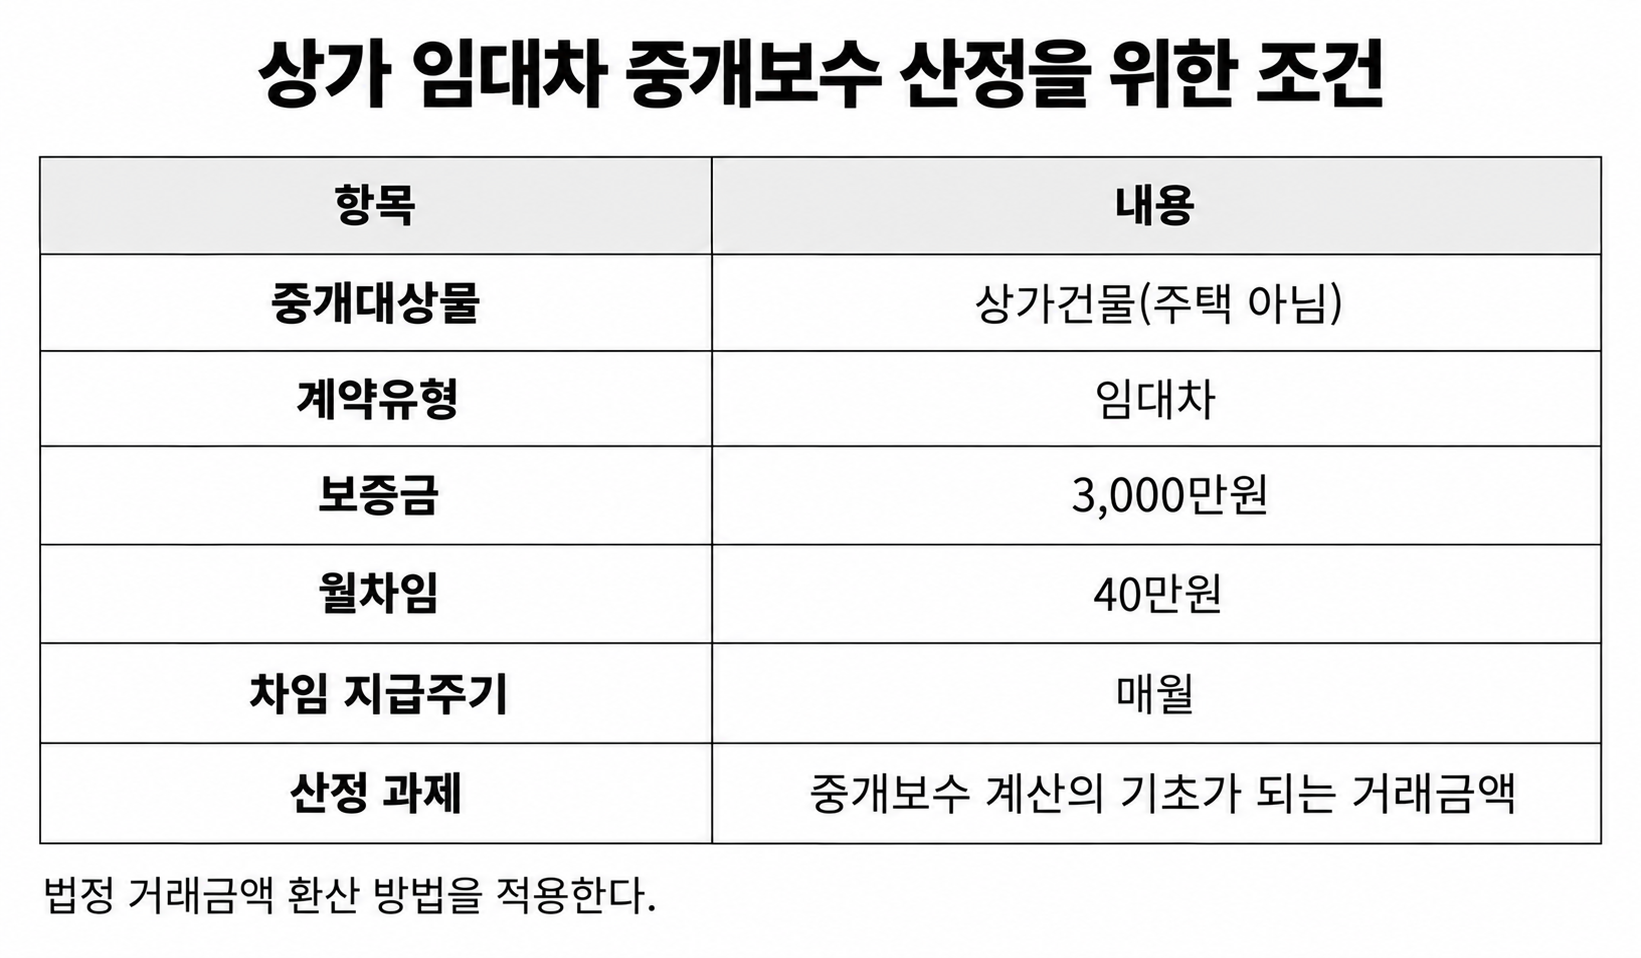 상가 임대차 중개보수 산정을 위한 조건
항목 내용
중개대상물 상가건물(주택 아님)
계약유형 임대차
보증금 3,000만원
월차임 40만원
차임 지급주기 매월
산정 과제 중개보수 계산의 기초가 되는 거래금액
법정 거래금액 환산 방법을 적용한다.